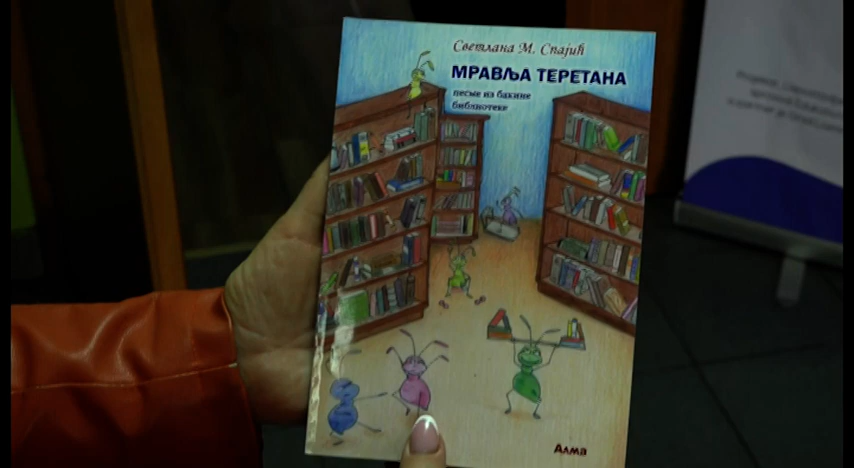 Светлана М. Спајић
МРАВЉА ТЕРЕТАНА
песме из бакине
библиотеке
Алма